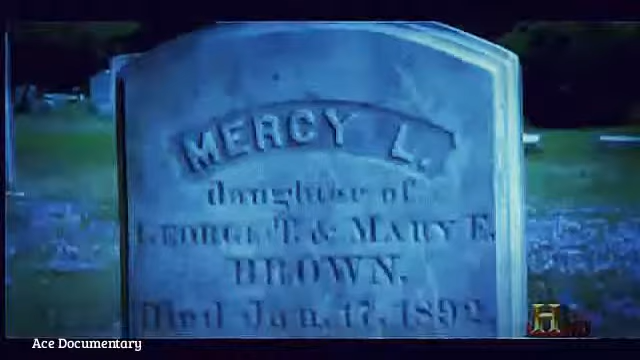 MERCY L.
daughter of
GEORGE T. & MARY E.
BROWN.
Died Jan. 17, 1892.
H
Ace Documentary